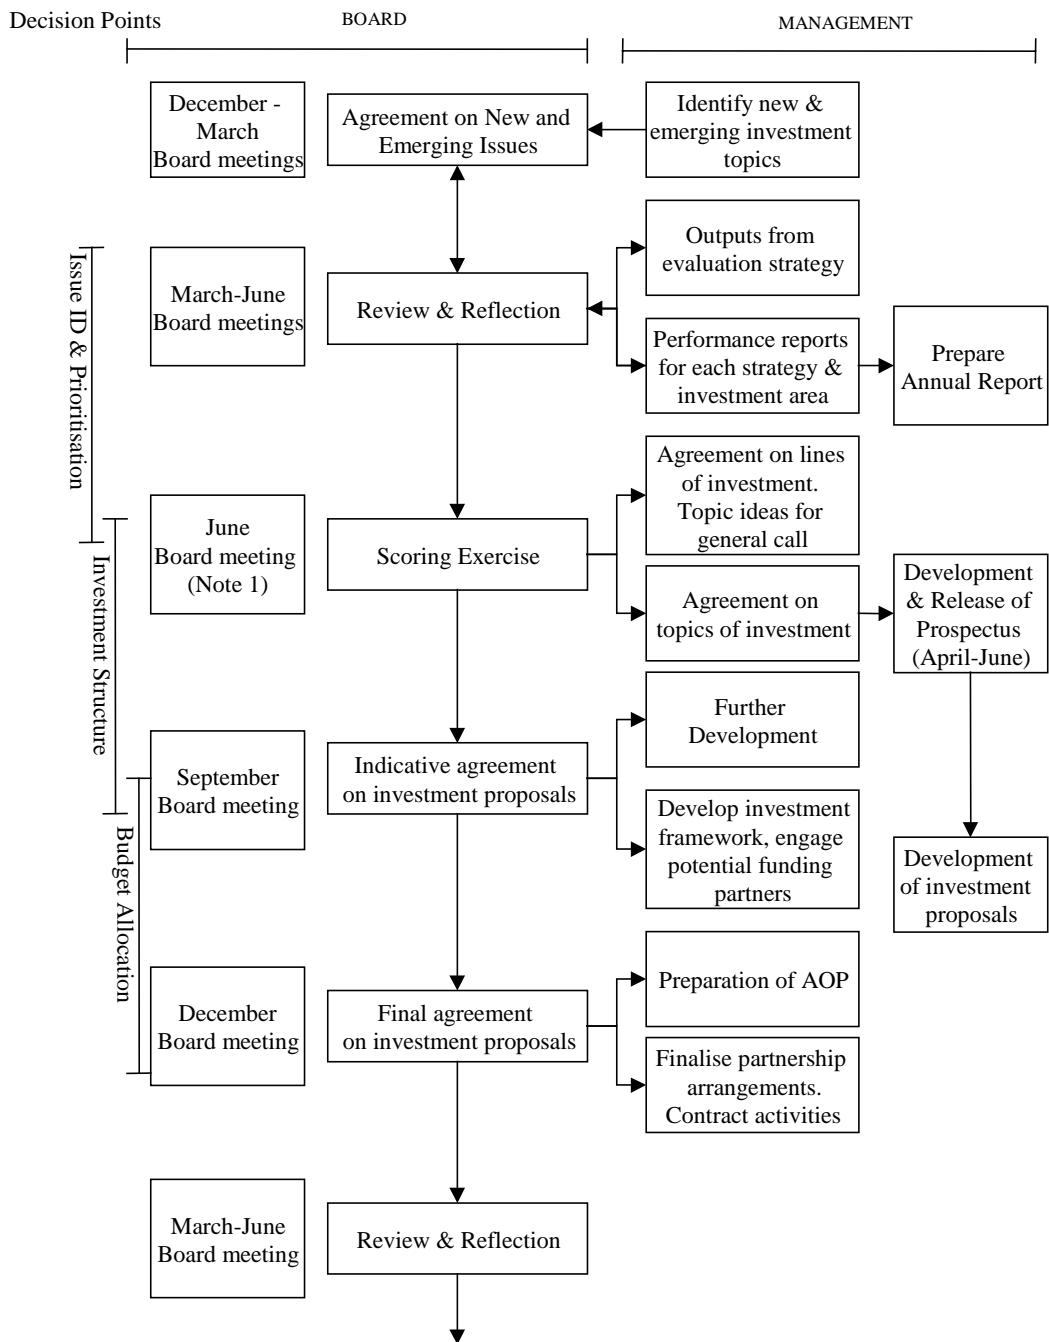 Decision Points
BOARD
MANAGEMENT
December -
March
Board meetings
Agreement on New and
Emerging Issues
Identify new &
emerging investment
topics
Issue ID & Prioritisation
March-June
Board meetings
Review & Reflection
Outputs from
evaluation strategy
Performance reports
for each strategy &
investment area
Prepare
Annual Report
Investment Structure
June
Board meeting
(Note 1)
Scoring Exercise
Agreement on lines
of investment.
Topic ideas for
general call
Agreement on
topics of investment
Development
& Release of
Prospectus
(April-June)
Budget Allocation
September
Board meeting
Indicative agreement
on investment proposals
Further
Development
Develop investment
framework, engage
potential funding
partners
Development
of investment
proposals
December
Board meeting
Final agreement
on investment proposals
Preparation of AOP
Finalise partnership
arrangements.
Contract activities
March-June
Board meeting
Review & Reflection